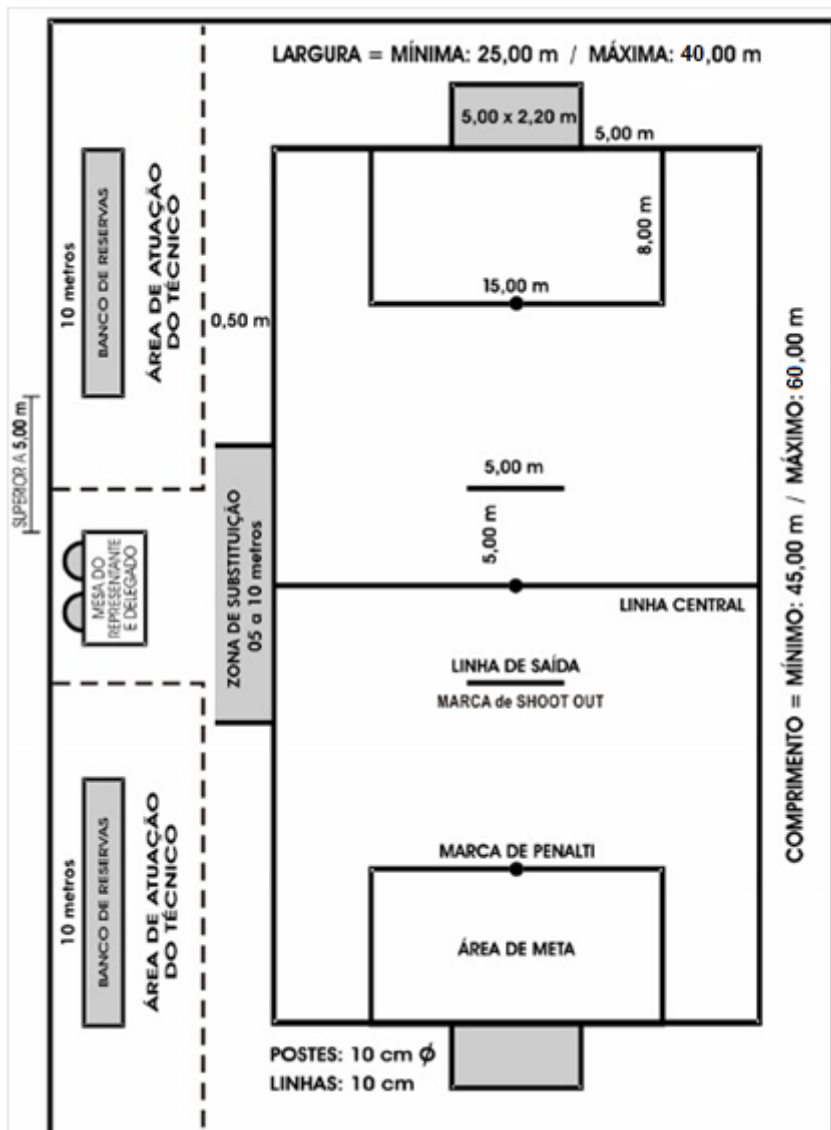 LARGURA = MÍNIMA: 25,00 m / MÁXIMA: 40,00 m
5,00 x 2,20 m
5,00 m
8,00 m
15,00 m
10 metros
BANCO DE RESERVAS
ÁREA DE ATUAÇÃO
DO TÉCNICO
0,50 m
SUPERIOR A 5,00 m
5,00 m
5,00 m
MESA DO
REPRESENTANTE
E DELEGADO
ZONA DE SUBSTITUIÇÃO
05 a 10 metros
LINHA CENTRAL
LINHA DE SAÍDA
MARCA de SHOOT OUT
COMPRIMENTO = MÍNIMO: 45,00 m / MÁXIMO: 60,00 m
10 metros
BANCO DE RESERVAS
ÁREA DE ATUAÇÃO
DO TÉCNICO
MARCA DE PENALTI
ÁREA DE META
POSTES: 10 cm Ø
LINHAS: 10 cm